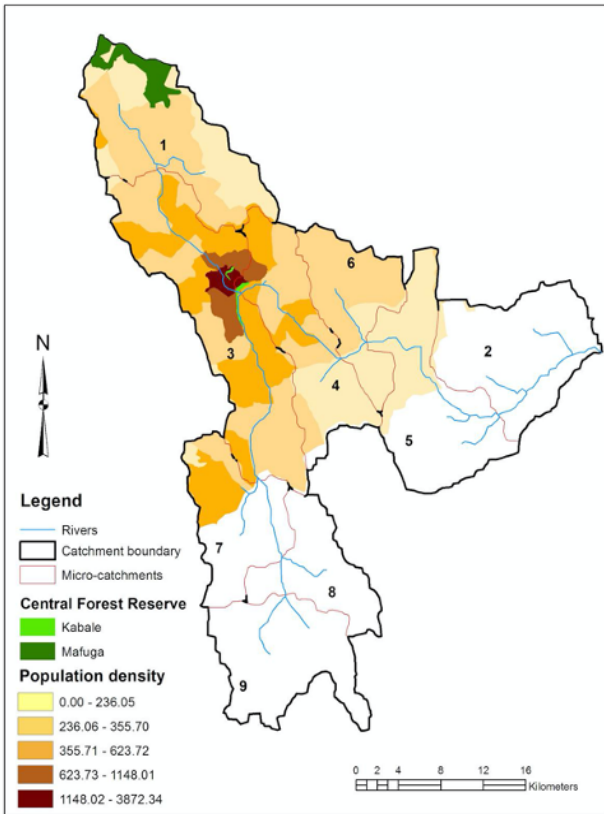 1
6
2
3
4
5
N
7
8
9
Legend
Rivers
Catchment boundary
Micro-catchments
Central Forest Reserve
Kabale
Mafuga
Population density
0.00 - 236.05
236.06 - 355.70
355.71 - 623.72
623.73 - 1148.01
1148.02 - 3872.34
0 2 4 8 12 16
Kilometers